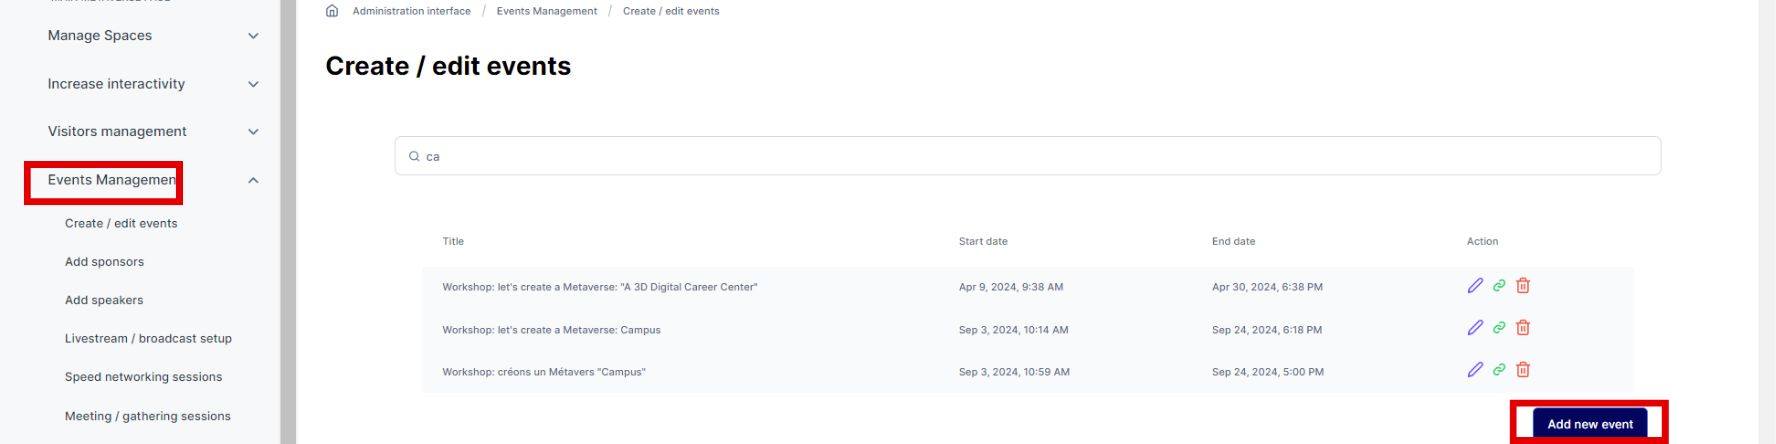 Manage Spaces
Increase interactivity
Visitors management
Events Managemen
Create / edit events
Add sponsors
Add speakers
Livestream / broadcast setup
Speed networking sessions
Meeting / gathering sessions
Administration interface / Events Management / Create / edit events
Create / edit events
ca
Title Start date End date Action
Workshop: let's create a Metaverse: "A 3D Digital Career Center" Apr 9, 2024, 9:38 AM Apr 30, 2024, 6:38 PM
Workshop: let's create a Metaverse: Campus Sep 3, 2024, 10:14 AM Sep 24, 2024, 6:18 PM
Workshop: créons un Métavers "Campus" Sep 3, 2024, 10:59 AM Sep 24, 2024, 5:00 PM
Add new event